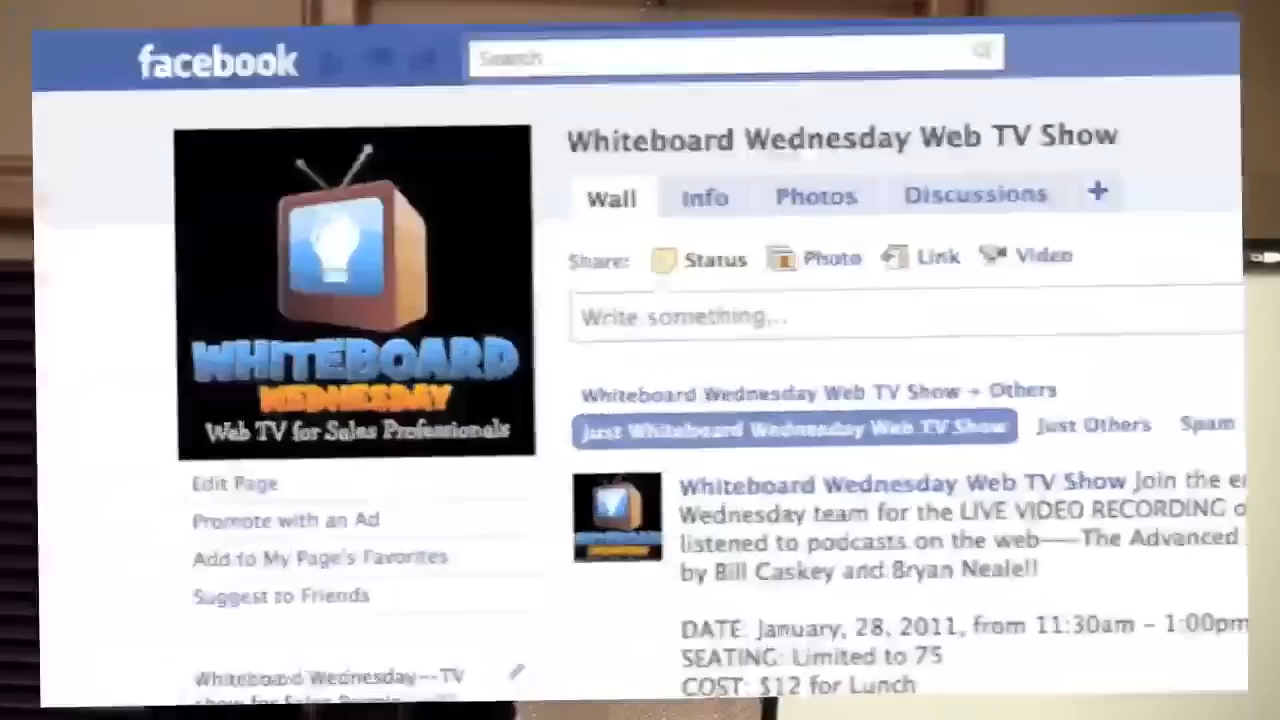 facebook
Search
Whiteboard Wednesday Web TV Show
Wall Info Photos Discussions +
Share: Status Photo Link Video
Write something...
WHITEBOARD
WEDNESDAY
Web TV for Sales Professionals
Whiteboard Wednesday Web TV Show + Others
Just Whiteboard Wednesday Web TV Show Just Others Spam
Edit Page
Promote with an Ad
Add to My Page's Favorites
Suggest to Friends
Whiteboard Wednesday--TV
show for Sales People
Whiteboard Wednesday Web TV Show Join the
Wednesday team for the LIVE VIDEO RECORDING
listened to podcasts on the web----The Advanced
by Bill Caskey and Bryan Neale!!
DATE: January, 28, 2011, from 11:30am - 1:00pm
SEATING: Limited to 75
COST: $12 for Lunch